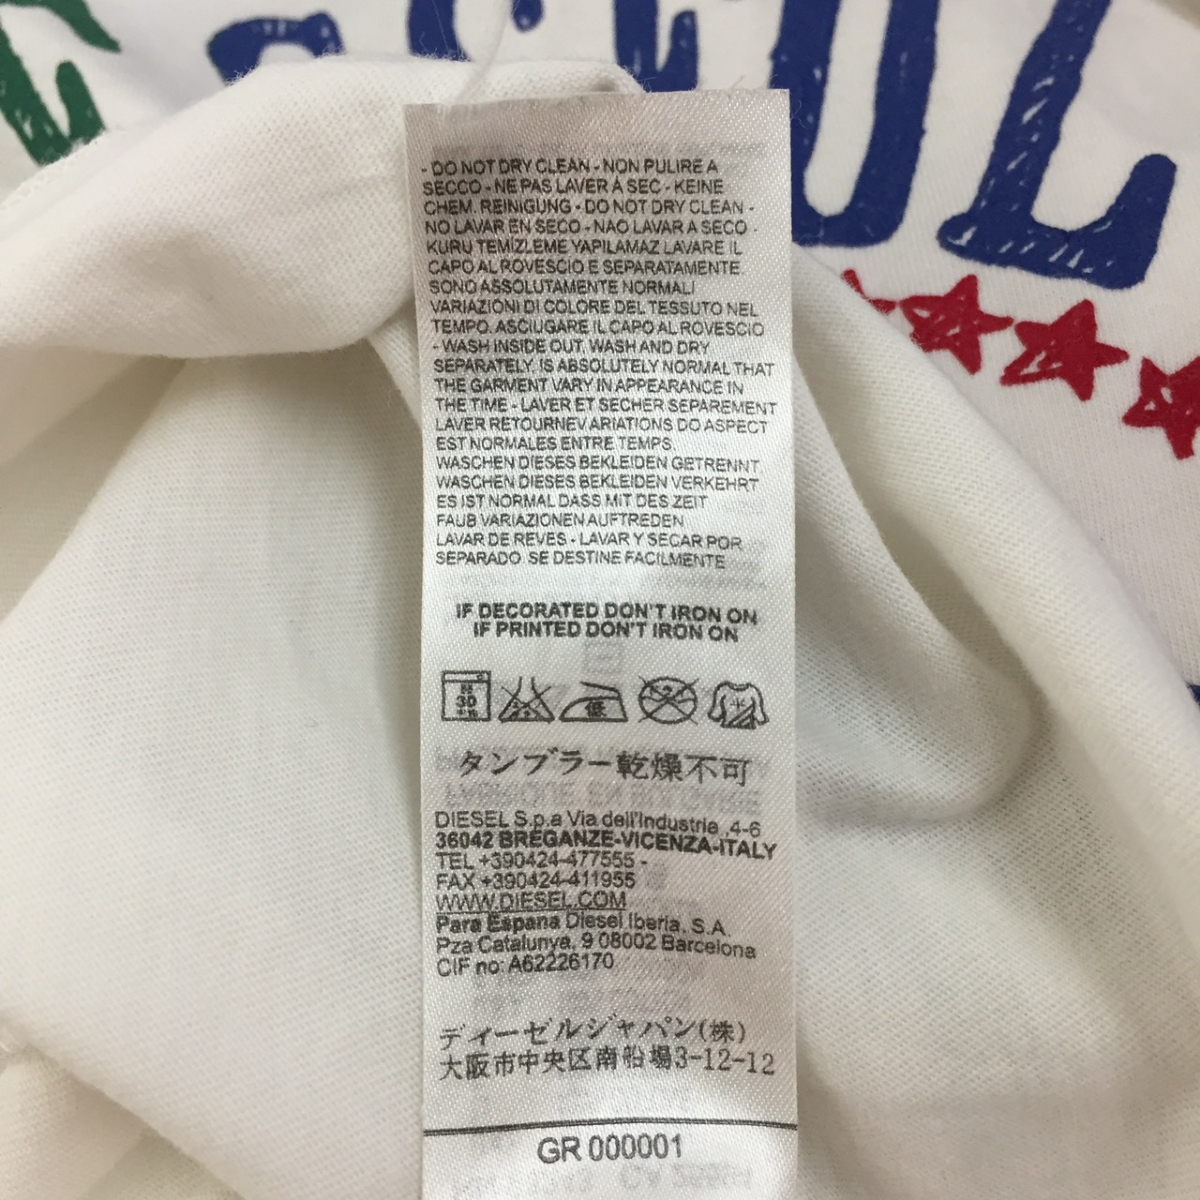 - DO NOT DRY CLEAN - NON PULIRE A
SECCO - NE PAS LAVER À SEC - KEINE
CHEM. REINIGUNG - DO NOT DRY CLEAN -
NO LAVAR EN SECO - NAO LAVAR A SECO -
KURU TEMİZLEME YAPILAMAZ LAVARE IL
CAPO AL ROVESCIO E SEPARATAMENTE.
SONO ASSOLUTAMENTE NORMALI
VARIAZIONI DI COLORE DEL TESSUTO NEL
TEMPO. ASCIUGARE IL CAPO AL ROVESCIO
- WASH INSIDE OUT, WASH AND DRY
SEPARATELY, IS ABSOLUTELY NORMAL THAT
THE GARMENT VARY IN APPEARANCE IN
THE TIME - LAVER ET SECHER SEPAREMENT
LAVER RETOURNEVARIATIONS DO ASPECT
EST NORMALES ENTRE TEMPS.
WASCHEN DIESES BEKLEIDEN GETRENNT
WASCHEN DIESES BEKLEIDEN VERKEHRT
ES IST NORMAL DASS MIT DES ZEIT
FAUB VARIAZIONEN AUFTREDEN
LAVAR DE REVES - LAVAR Y SECAR POR
SEPARADO. SE DESTINE FACILMENTE
IF DECORATED DON'T IRON ON
IF PRINTED DON'T IRON ON
30
低
タンブラー乾燥不可
DIESEL S.p.a Via dell'Industria ,4-6
36042 BREGANZE-VICENZA-ITALY
TEL +390424-477555 -
FAX +390424-411955
WWW.DIESEL.COM
Para Espana Diesel Iberia, S.A.
Pza Catalunya, 9 08002 Barcelona
CIF no: A62226170
ディーゼルジャパン(株)
大阪市中央区南船場3-12-12
GR 000001